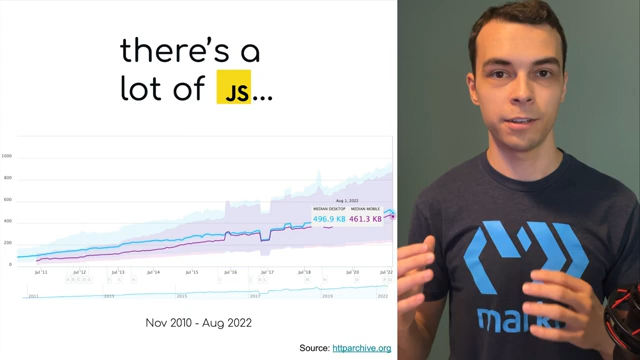 there's a
lot of JS...
1000
800
600
400
200
0
Aug 1, 2022
MEDIAN DESKTOP MEDIAN MOBILE
496.9 KB 461.3 KB
Jul '11 Jul '12 Jul '13 Jul '14 Jul '15 Jul '16 Jul '17 Jul '18 Jul '20 Jul '22
2011 2013 2015 2017 2019 2022
Nov 2010 - Aug 2022
Source: httparchive.org
mark